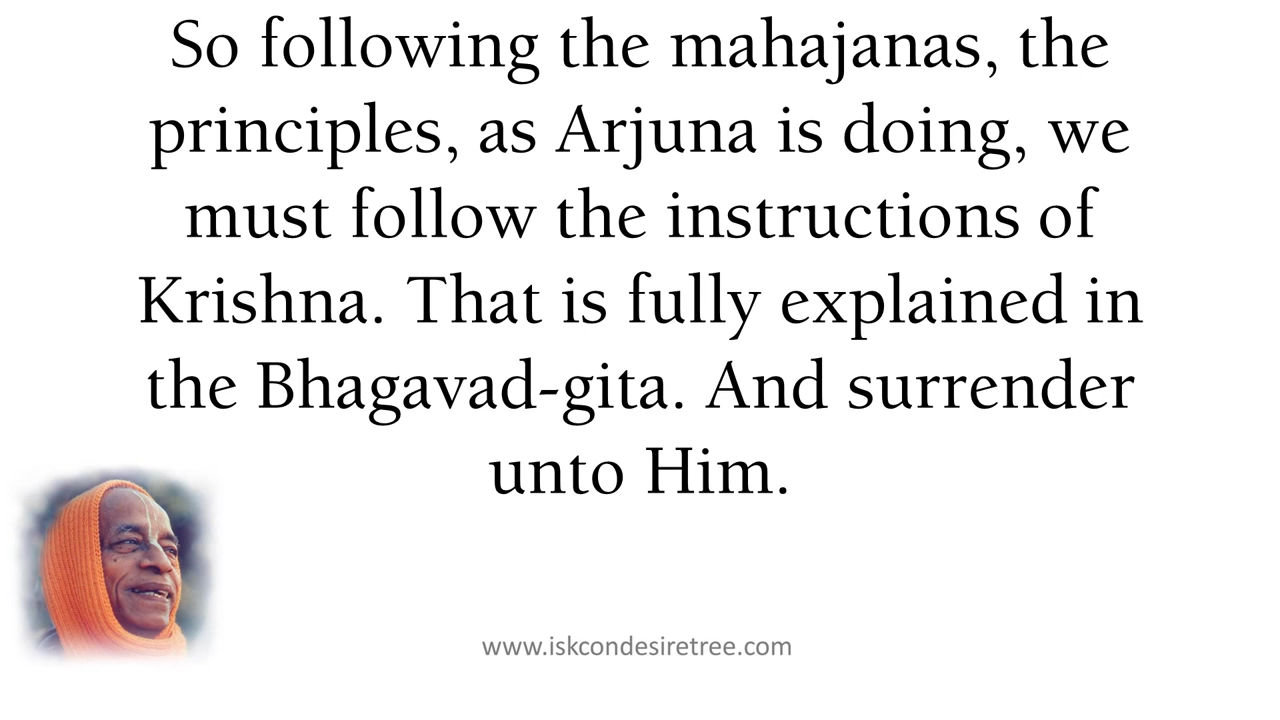 So following the mahajanas, the
principles, as Arjuna is doing, we
must follow the instructions of
Krishna. That is fully explained in
the Bhagavad-gita. And surrender
unto Him.
www.iskcondesiretree.com